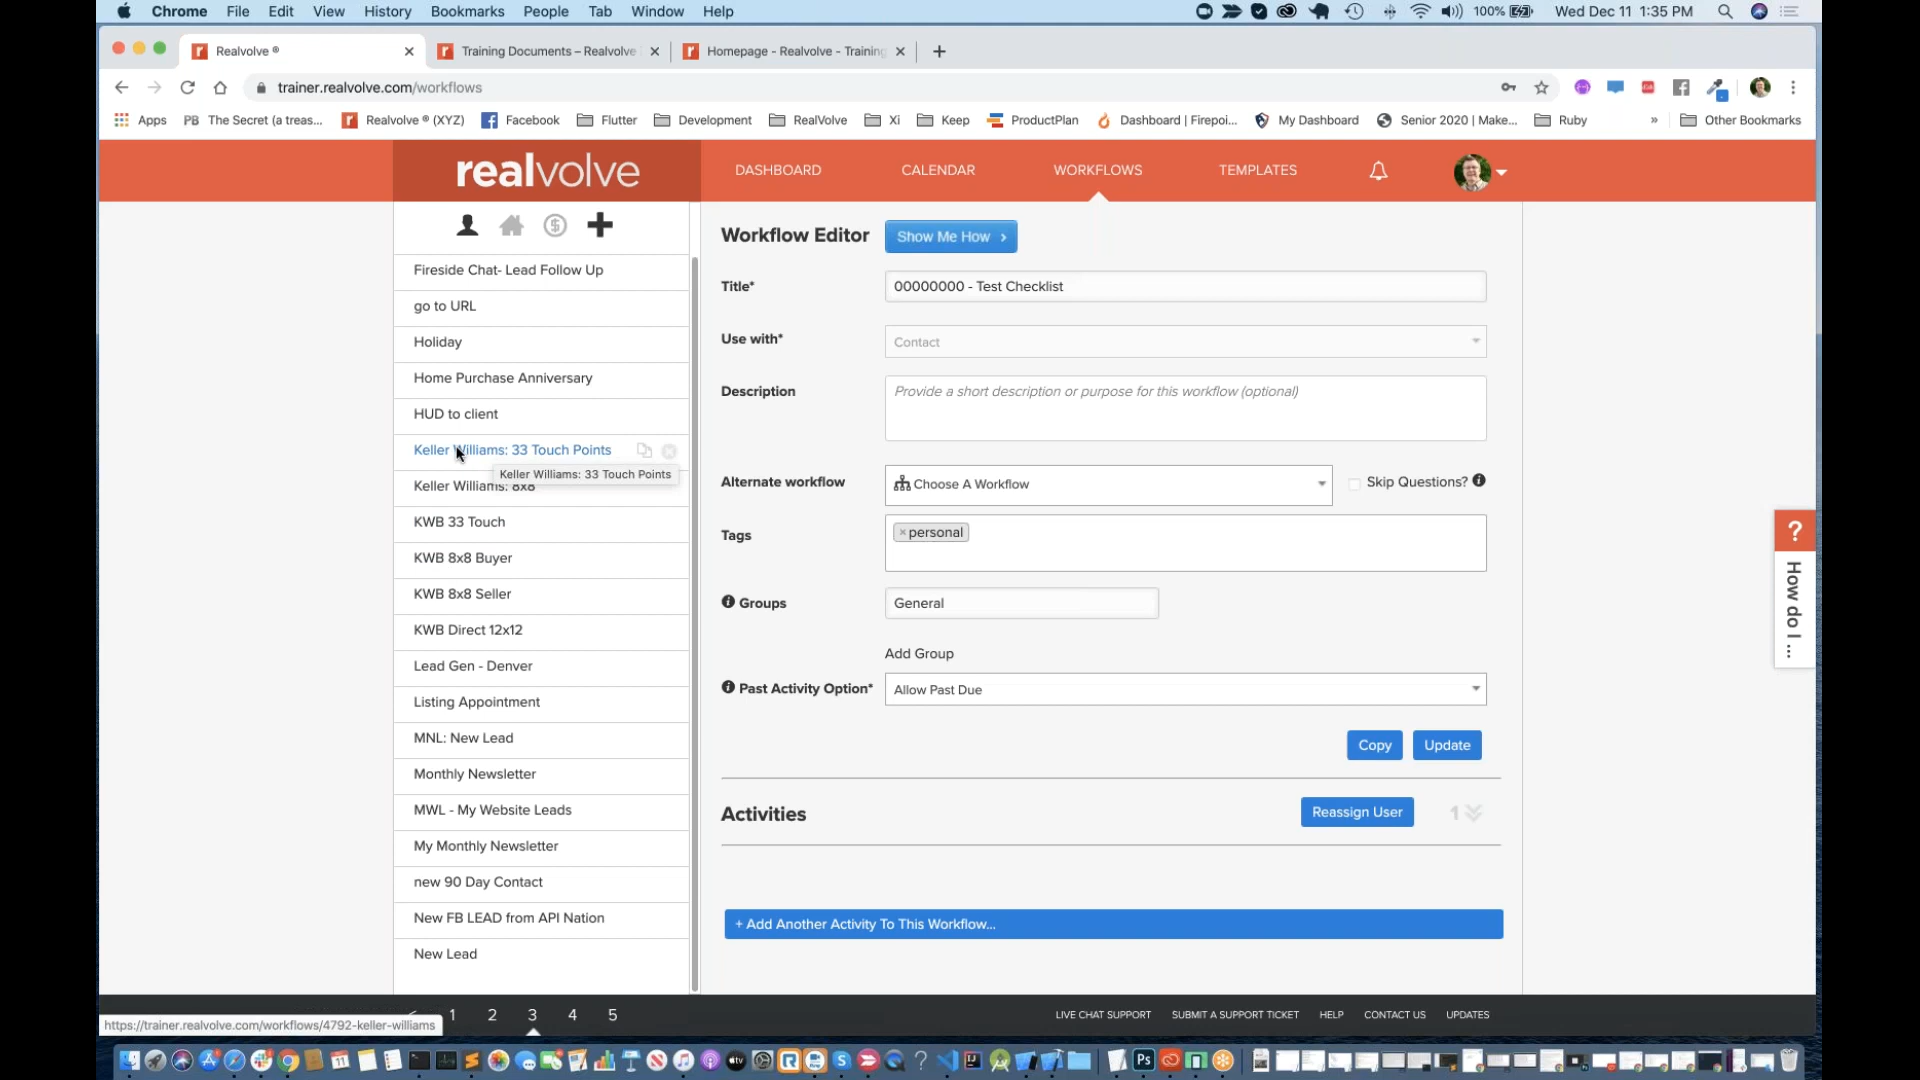 Chrome File Edit View History Bookmarks People Tab Window Help 100% Wed Dec 11 1:35 PM
Realvolve ® Training Documents – Realvolve Homepage - Realvolve - Training
trainer.realvolve.com/workflows
Apps PB The Secret (a treas... Realvolve ® (XYZ) Facebook Flutter Development RealVolve Xi Keep ProductPlan Dashboard | Firepoi... My Dashboard Senior 2020 | Make... Ruby » Other Bookmarks
realvolve DASHBOARD CALENDAR WORKFLOWS TEMPLATES
Fireside Chat- Lead Follow Up
go to URL
Holiday
Home Purchase Anniversary
HUD to client
Keller Williams: 33 Touch Points
Keller Williams: 33 Touch Points
Keller Williams: 8x8
KWB 33 Touch
KWB 8x8 Buyer
KWB 8x8 Seller
KWB Direct 12x12
Lead Gen - Denver
Listing Appointment
MNL: New Lead
Monthly Newsletter
MWL - My Website Leads
My Monthly Newsletter
new 90 Day Contact
New FB LEAD from API Nation
New Lead
Workflow Editor Show Me How ›
Title* 00000000 - Test Checklist
Use with* Contact
Description Provide a short description or purpose for this workflow (optional)
Alternate workflow Choose A Workflow Skip Questions?
Tags ×personal
Groups General
Add Group
Past Activity Option* Allow Past Due
Copy Update
Activities Reassign User 1
+ Add Another Activity To This Workflow...
? How do I ...
1 2 3 4 5
LIVE CHAT SUPPORT SUBMIT A SUPPORT TICKET HELP CONTACT US UPDATES
https://trainer.realvolve.com/workflows/4792-keller-williams